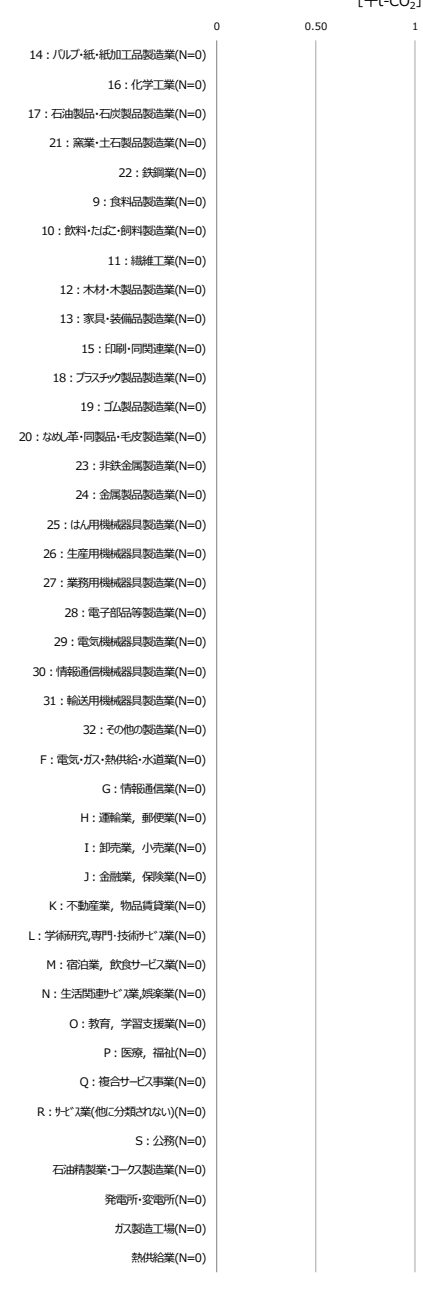 [千t-CO2]
0 0.50 1
14：パルプ・紙・紙加工品製造業(N=0)
16：化学工業(N=0)
17：石油製品・石炭製品製造業(N=0)
21：窯業・土石製品製造業(N=0)
22：鉄鋼業(N=0)
9：食料品製造業(N=0)
10：飲料・たばこ・飼料製造業(N=0)
11：繊維工業(N=0)
12：木材・木製品製造業(N=0)
13：家具・装備品製造業(N=0)
15：印刷・同関連業(N=0)
18：プラスチック製品製造業(N=0)
19：ゴム製品製造業(N=0)
20：なめし革・同製品・毛皮製造業(N=0)
23：非鉄金属製造業(N=0)
24：金属製品製造業(N=0)
25：はん用機械器具製造業(N=0)
26：生産用機械器具製造業(N=0)
27：業務用機械器具製造業(N=0)
28：電子部品等製造業(N=0)
29：電気機械器具製造業(N=0)
30：情報通信機械器具製造業(N=0)
31：輸送用機械器具製造業(N=0)
32：その他の製造業(N=0)
F：電気・ガス・熱供給・水道業(N=0)
G：情報通信業(N=0)
H：運輸業，郵便業(N=0)
I：卸売業，小売業(N=0)
J：金融業，保険業(N=0)
K：不動産業，物品賃貸業(N=0)
L：学術研究,専門・技術ｻｰﾋﾞｽ業(N=0)
M：宿泊業，飲食サービス業(N=0)
N：生活関連ｻｰﾋﾞｽ業,娯楽業(N=0)
O：教育，学習支援業(N=0)
P：医療，福祉(N=0)
Q：複合サービス事業(N=0)
R：ｻｰﾋﾞｽ業(他に分類されない)(N=0)
S：公務(N=0)
石油精製業・コークス製造業(N=0)
発電所・変電所(N=0)
ガス製造工場(N=0)
熱供給業(N=0)